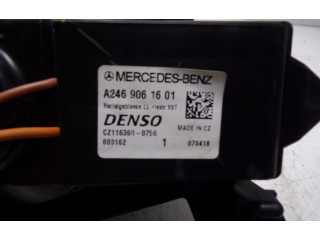 MERCEDES-BENZ
A246 906 16 01
DENSO
CZ116360-0756
MADE IN CZ
000162
1
070418